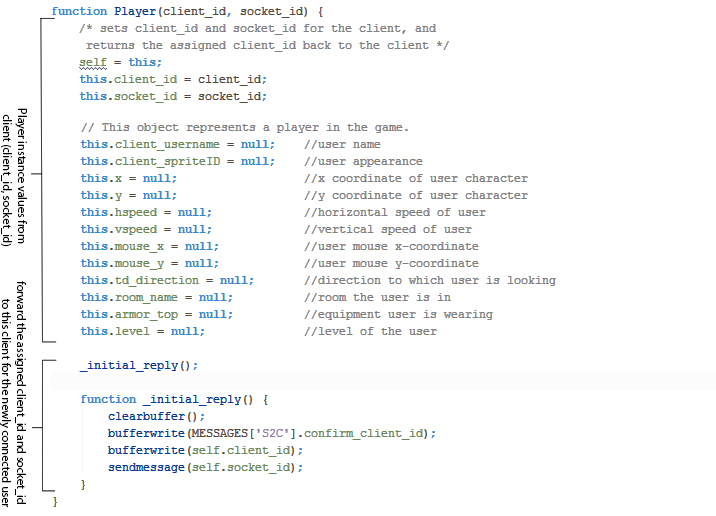 function Player(client_id, socket_id) {
/* sets client_id and socket_id for the client, and
returns the assigned client_id back to the client */
self = this;
this.client_id = client_id;
this.socket_id = socket_id;
// This object represents a player in the game.
this.client_username = null; //user name
this.client_spriteID = null; //user appearance
this.x = null; //x coordinate of user character
this.y = null; //y coordinate of user character
this.hspeed = null; //horizontal speed of user
this.vspeed = null; //vertical speed of user
this.mouse_x = null; //user mouse x-coordinate
this.mouse_y = null; //user mouse y-coordinate
this.td_direction = null; //direction to which user is looking
this.room_name = null; //room the user is in
this.armor_top = null; //equipment user is wearing
this.level = null; //level of the user
_initial_reply();
function _initial_reply() {
clearbuffer();
bufferwrite(MESSAGES['S2C'].confirm_client_id);
bufferwrite(self.client_id);
sendmessage(self.socket_id);
}
}
Player instance values from
client (client_id, socket_id)
forward the assigned client_id and socket_id
to this client for the newly connected user